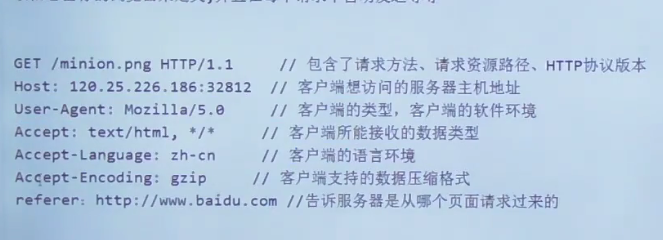 GET /minion.png HTTP/1.1 // 包含了请求方法、请求资源路径、HTTP协议版本
Host: 120.25.226.186:32812 // 客户端想访问的服务器主机地址
User-Agent: Mozilla/5.0 // 客户端的类型，客户端的软件环境
Accept: text/html, */* // 客户端所能接收的数据类型
Accept-Language: zh-cn // 客户端的语言环境
Accept-Encoding: gzip // 客户端支持的数据压缩格式
referer: http://www.baidu.com //告诉服务器是从哪个页面请求过来的